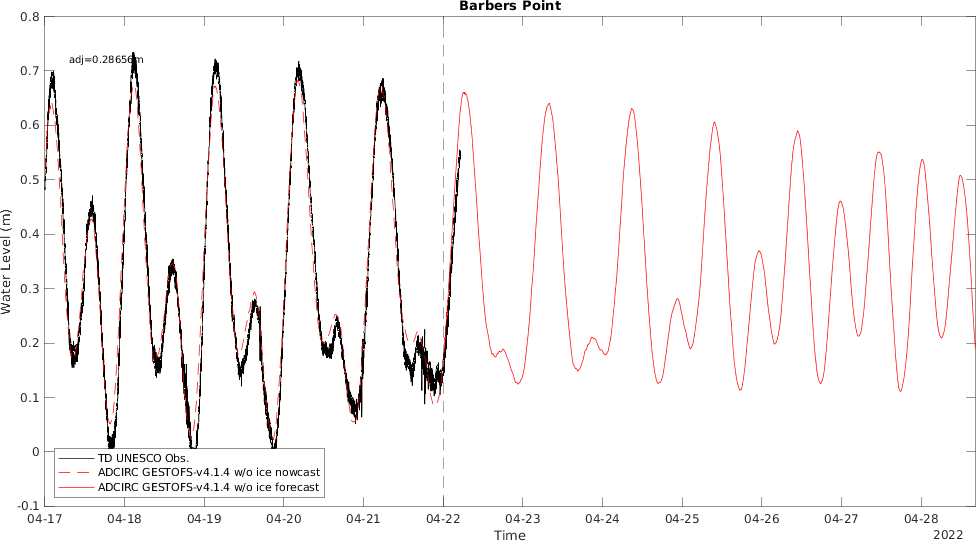 Barbers Point
0.8
0.7
0.6
0.5
0.4
0.3
0.2
0.1
0
-0.1
Water Level (m)
adj=0.28656m
TD UNESCO Obs.
ADCIRC GESTOFS-v4.1.4 w/o ice nowcast
ADCIRC GESTOFS-v4.1.4 w/o ice forecast
04-17 04-18 04-19 04-20 04-21 04-22 04-23 04-24 04-25 04-26 04-27 04-28
Time
2022